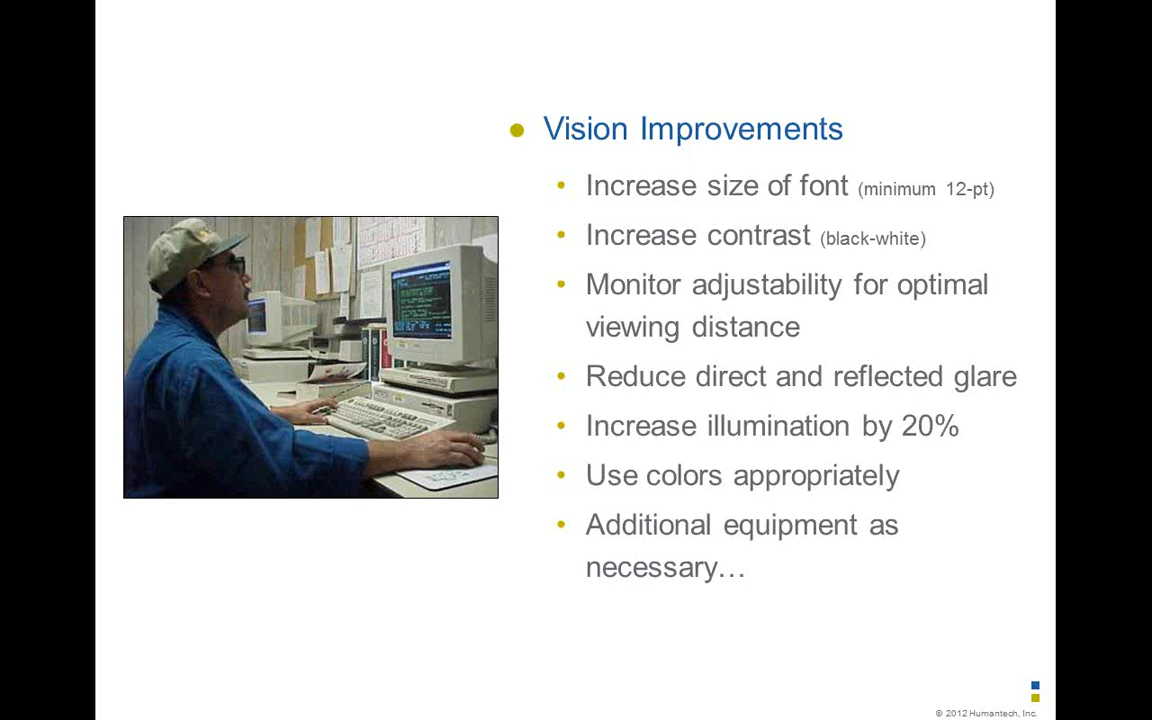 ● Vision Improvements
• Increase size of font (minimum 12-pt)
• Increase contrast (black-white)
• Monitor adjustability for optimal
viewing distance
• Reduce direct and reflected glare
• Increase illumination by 20%
• Use colors appropriately
• Additional equipment as
necessary…
© 2012 Humantech, Inc.